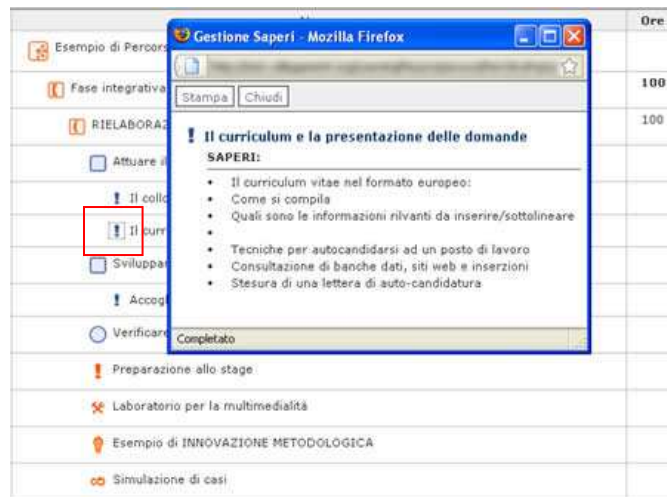 Ore
Esempio di Percors
Gestione Saperi - Mozilla Firefox
Fase integrativa
100
Stampa Chiudi
RIELABORAZ
100
! Il curriculum e la presentazione delle domande
SAPERI:
Attuare il
• Il curriculum vitae nel formato europeo:
! Il collo
• Come si compila
• Quali sono le informazioni rilvanti da inserire/sottolineare
! Il curr
•
• Tecniche per autocandidarsi ad un posto di lavoro
Sviluppar
• Consultazione di banche dati, siti web e inserzioni
• Stesura di una lettera di auto-candidatura
! Accogl
Verificare
Completato
Preparazione allo stage
Laboratorio per la multimedialità
Esempio di INNOVAZIONE METODOLOGICA
Simulazione di casi